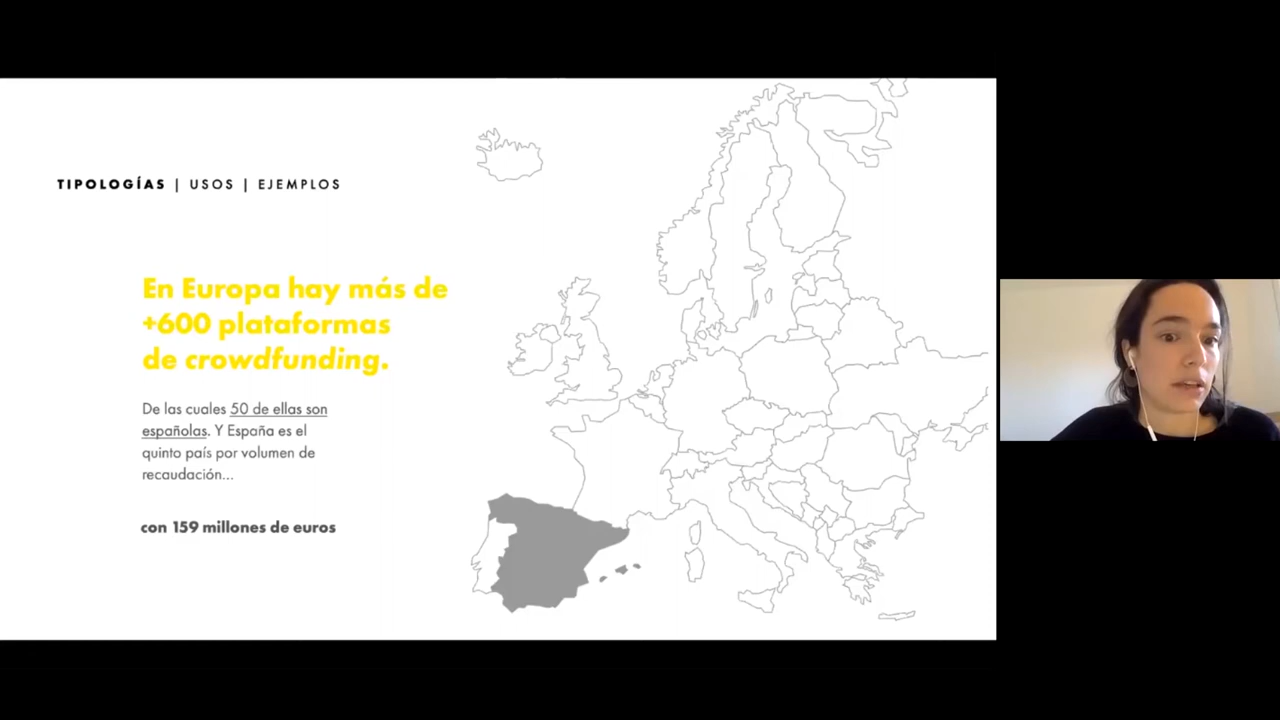 TIPOLOGÍAS | USOS | EJEMPLOS
En Europa hay más de
+600 plataformas
de crowdfunding.
De las cuales 50 de ellas son
españolas. Y España es el
quinto país por volumen de
recaudación...
con 159 millones de euros